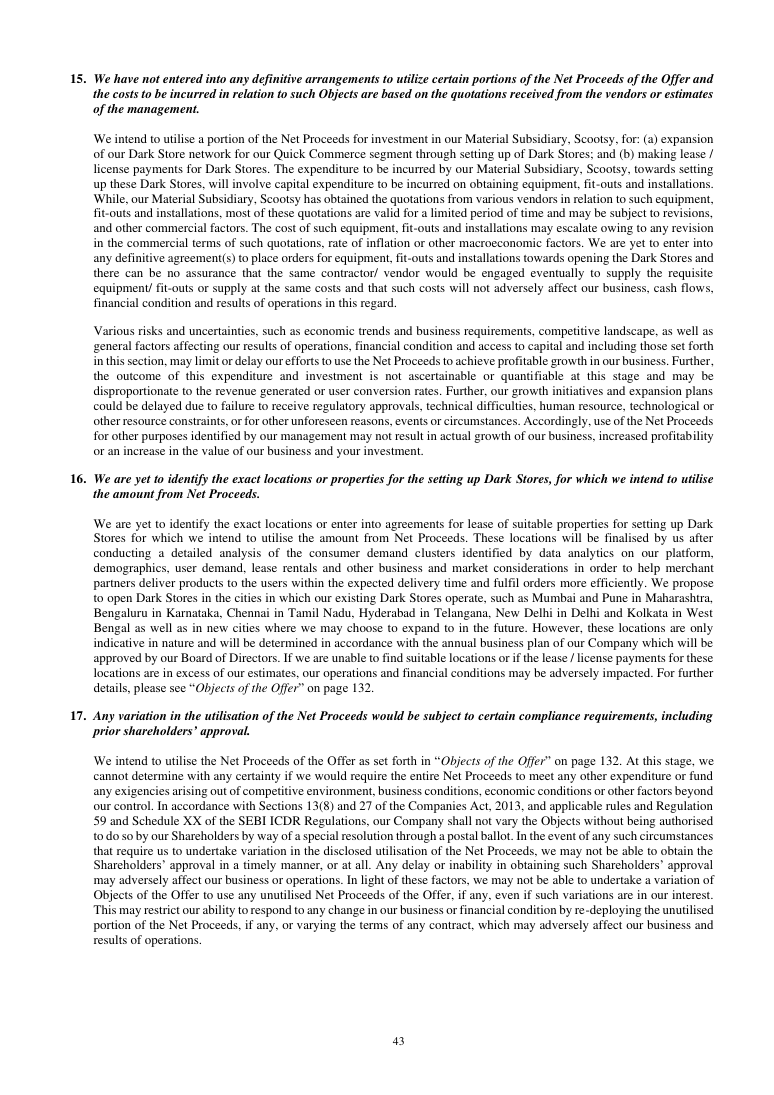 15. We have not entered into any definitive arrangements to utilize certain portions of the Net Proceeds of the Offer and
the costs to be incurred in relation to such Objects are based on the quotations received from the vendors or estimates
of the management.
We intend to utilise a portion of the Net Proceeds for investment in our Material Subsidiary, Scootsy, for: (a) expansion
of our Dark Store network for our Quick Commerce segment through setting up of Dark Stores; and (b) making lease /
license payments for Dark Stores. The expenditure to be incurred by our Material Subsidiary, Scootsy, towards setting
up these Dark Stores, will involve capital expenditure to be incurred on obtaining equipment, fit-outs and installations.
While, our Material Subsidiary, Scootsy has obtained the quotations from various vendors in relation to such equipment,
fit-outs and installations, most of these quotations are valid for a limited period of time and may be subject to revisions,
and other commercial factors. The cost of such equipment, fit-outs and installations may escalate owing to any revision
in the commercial terms of such quotations, rate of inflation or other macroeconomic factors. We are yet to enter into
any definitive agreement(s) to place orders for equipment, fit-outs and installations towards opening the Dark Stores and
there can be no assurance that the same contractor/ vendor would be engaged eventually to supply the requisite
equipment/ fit-outs or supply at the same costs and that such costs will not adversely affect our business, cash flows,
financial condition and results of operations in this regard.
Various risks and uncertainties, such as economic trends and business requirements, competitive landscape, as well as
general factors affecting our results of operations, financial condition and access to capital and including those set forth
in this section, may limit or delay our efforts to use the Net Proceeds to achieve profitable growth in our business. Further,
the outcome of this expenditure and investment is not ascertainable or quantifiable at this stage and may be
disproportionate to the revenue generated or user conversion rates. Further, our growth initiatives and expansion plans
could be delayed due to failure to receive regulatory approvals, technical difficulties, human resource, technological or
other resource constraints, or for other unforeseen reasons, events or circumstances. Accordingly, use of the Net Proceeds
for other purposes identified by our management may not result in actual growth of our business, increased profitability
or an increase in the value of our business and your investment.
16. We are yet to identify the exact locations or properties for the setting up Dark Stores, for which we intend to utilise
the amount from Net Proceeds.
We are yet to identify the exact locations or enter into agreements for lease of suitable properties for setting up Dark
Stores for which we intend to utilise the amount from Net Proceeds. These locations will be finalised by us after
conducting a detailed analysis of the consumer demand clusters identified by data analytics on our platform,
demographics, user demand, lease rentals and other business and market considerations in order to help merchant
partners deliver products to the users within the expected delivery time and fulfil orders more efficiently. We propose
to open Dark Stores in the cities in which our existing Dark Stores operate, such as Mumbai and Pune in Maharashtra,
Bengaluru in Karnataka, Chennai in Tamil Nadu, Hyderabad in Telangana, New Delhi in Delhi and Kolkata in West
Bengal as well as in new cities where we may choose to expand to in the future. However, these locations are only
indicative in nature and will be determined in accordance with the annual business plan of our Company which will be
approved by our Board of Directors. If we are unable to find suitable locations or if the lease / license payments for these
locations are in excess of our estimates, our operations and financial conditions may be adversely impacted. For further
details, please see “Objects of the Offer” on page 132.
17. Any variation in the utilisation of the Net Proceeds would be subject to certain compliance requirements, including
prior shareholders’ approval.
We intend to utilise the Net Proceeds of the Offer as set forth in “Objects of the Offer” on page 132. At this stage, we
cannot determine with any certainty if we would require the entire Net Proceeds to meet any other expenditure or fund
any exigencies arising out of competitive environment, business conditions, economic conditions or other factors beyond
our control. In accordance with Sections 13(8) and 27 of the Companies Act, 2013, and applicable rules and Regulation
59 and Schedule XX of the SEBI ICDR Regulations, our Company shall not vary the Objects without being authorised
to do so by our Shareholders by way of a special resolution through a postal ballot. In the event of any such circumstances
that require us to undertake variation in the disclosed utilisation of the Net Proceeds, we may not be able to obtain the
Shareholders’ approval in a timely manner, or at all. Any delay or inability in obtaining such Shareholders’ approval
may adversely affect our business or operations. In light of these factors, we may not be able to undertake a variation of
Objects of the Offer to use any unutilised Net Proceeds of the Offer, if any, even if such variations are in our interest.
This may restrict our ability to respond to any change in our business or financial condition by re-deploying the unutilised
portion of the Net Proceeds, if any, or varying the terms of any contract, which may adversely affect our business and
results of operations.
43